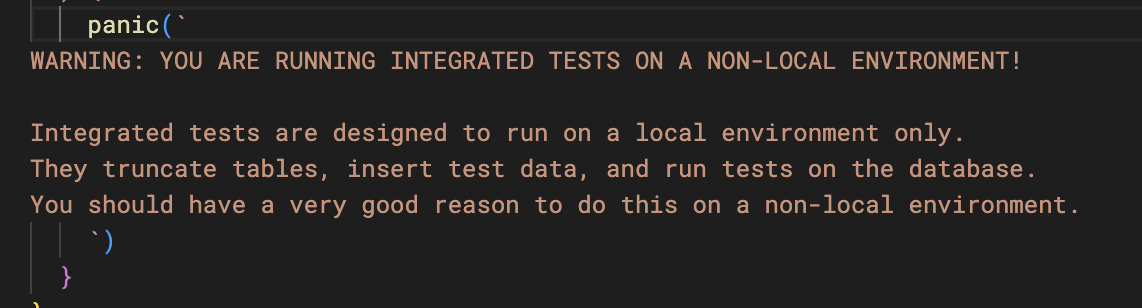 panic(`
WARNING: YOU ARE RUNNING INTEGRATED TESTS ON A NON-LOCAL ENVIRONMENT!
Integrated tests are designed to run on a local environment only.
They truncate tables, insert test data, and run tests on the database.
You should have a very good reason to do this on a non-local environment.
`)
}